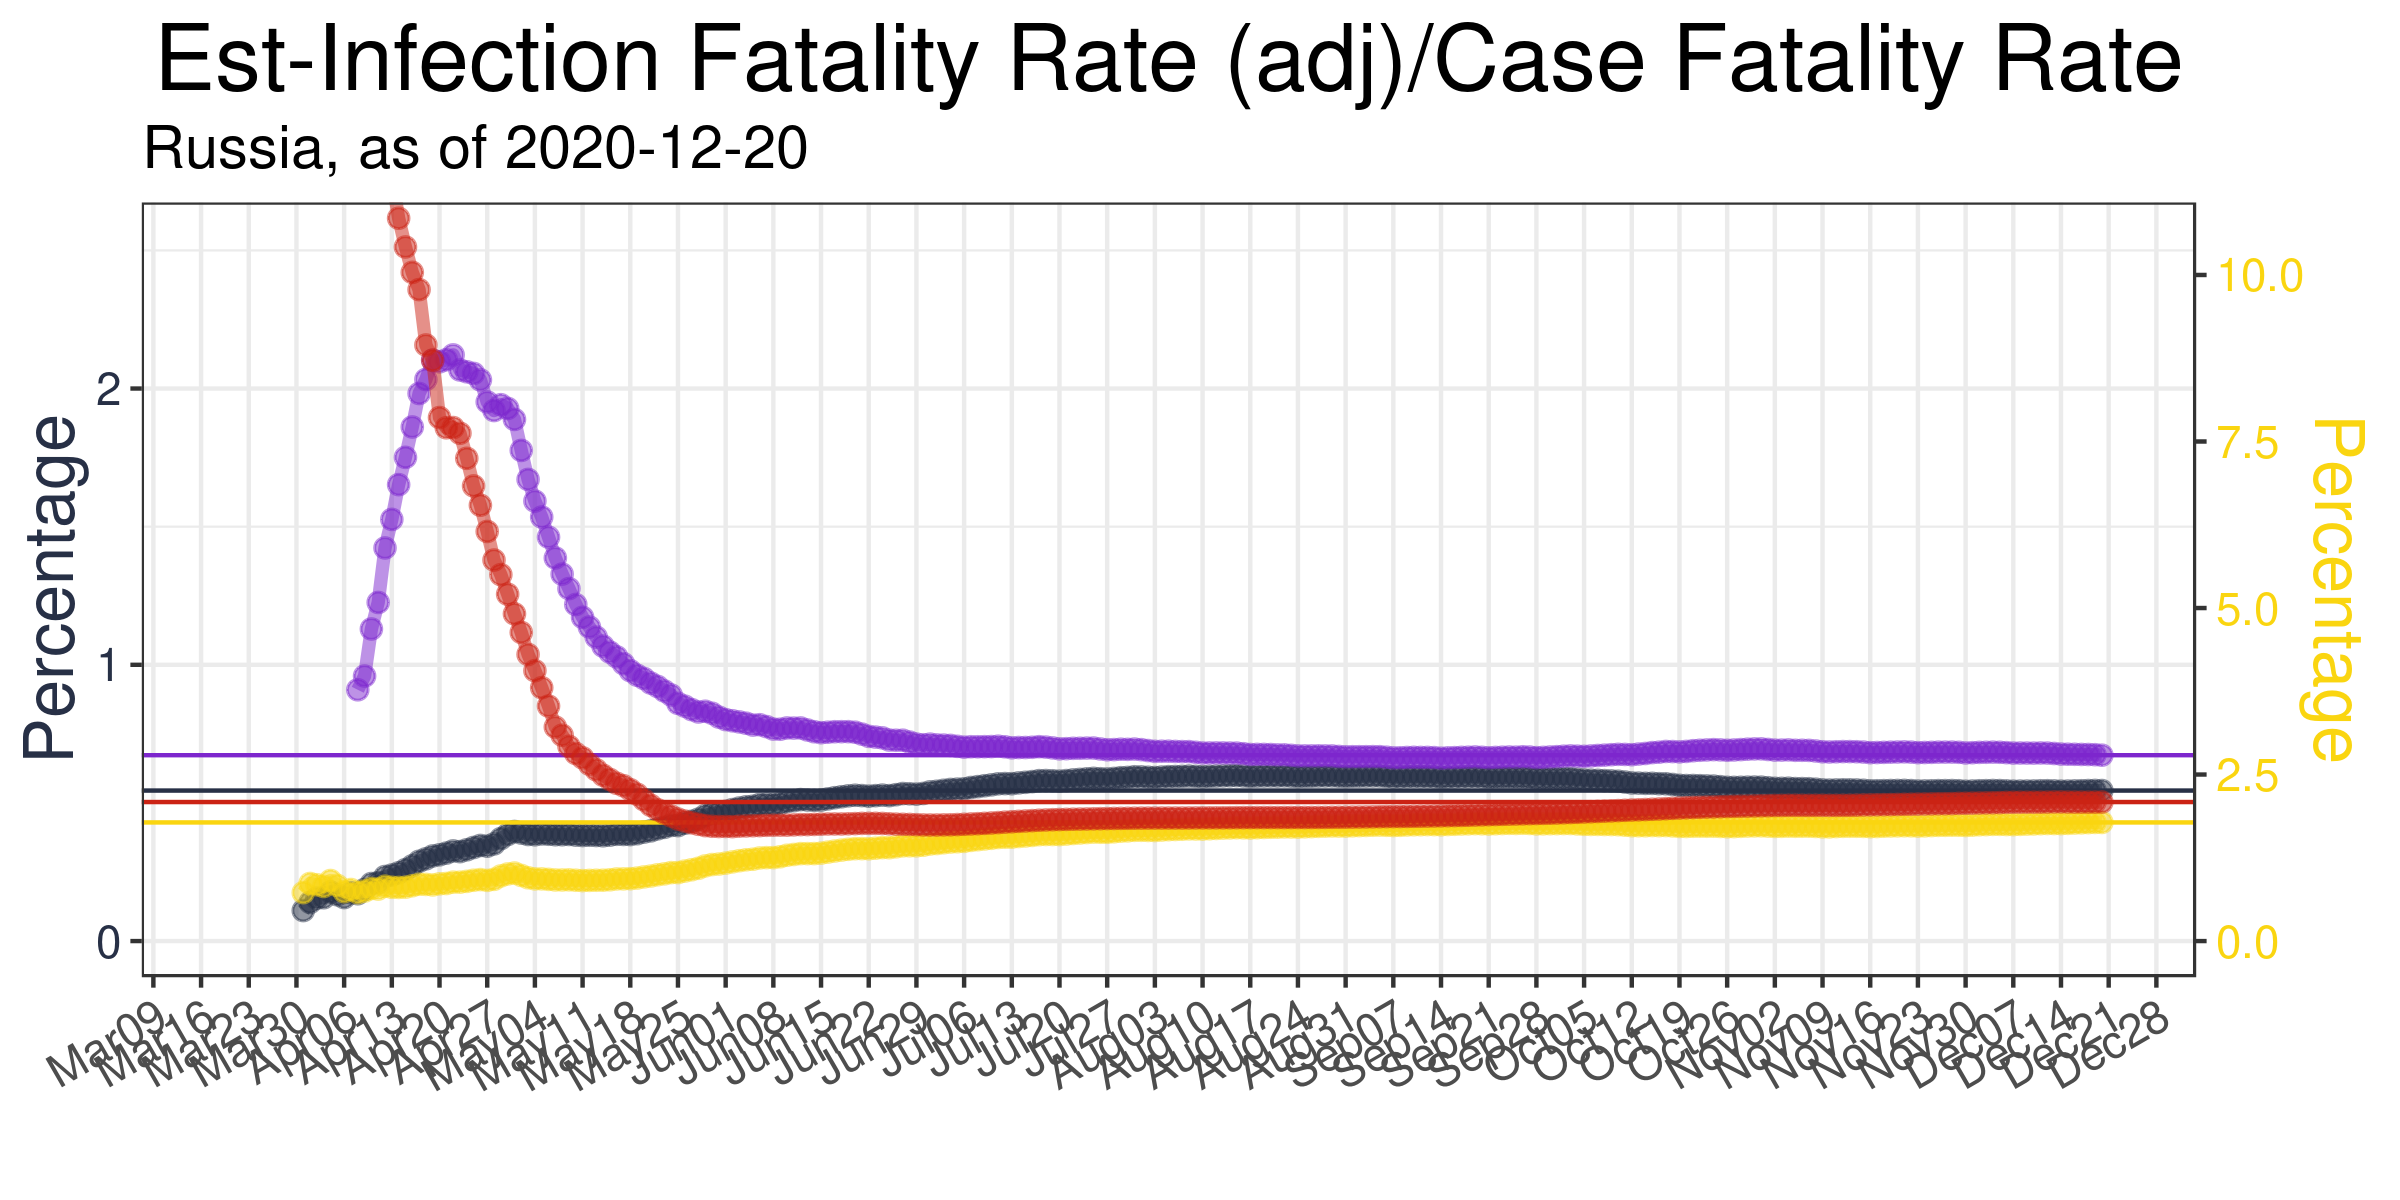 Est-Infection Fatality Rate (adj)/Case Fatality Rate
Russia, as of 2020-12-20
Percentage
2
1
0
10.0
7.5
5.0
2.5
0.0
Percentage
Mar09
Mar16
Mar23
Mar30
Apr06
Apr13
Apr20
Apr27
May04
May11
May18
May25
Jun01
Jun08
Jun15
Jun22
Jun29
Jul06
Jul13
Jul20
Jul27
Aug03
Aug10
Aug17
Aug24
Aug31
Sep07
Sep14
Sep21
Sep28
Oct05
Oct12
Oct19
Oct26
Nov02
Nov09
Nov16
Nov23
Nov30
Dec07
Dec14
Dec21
Dec28